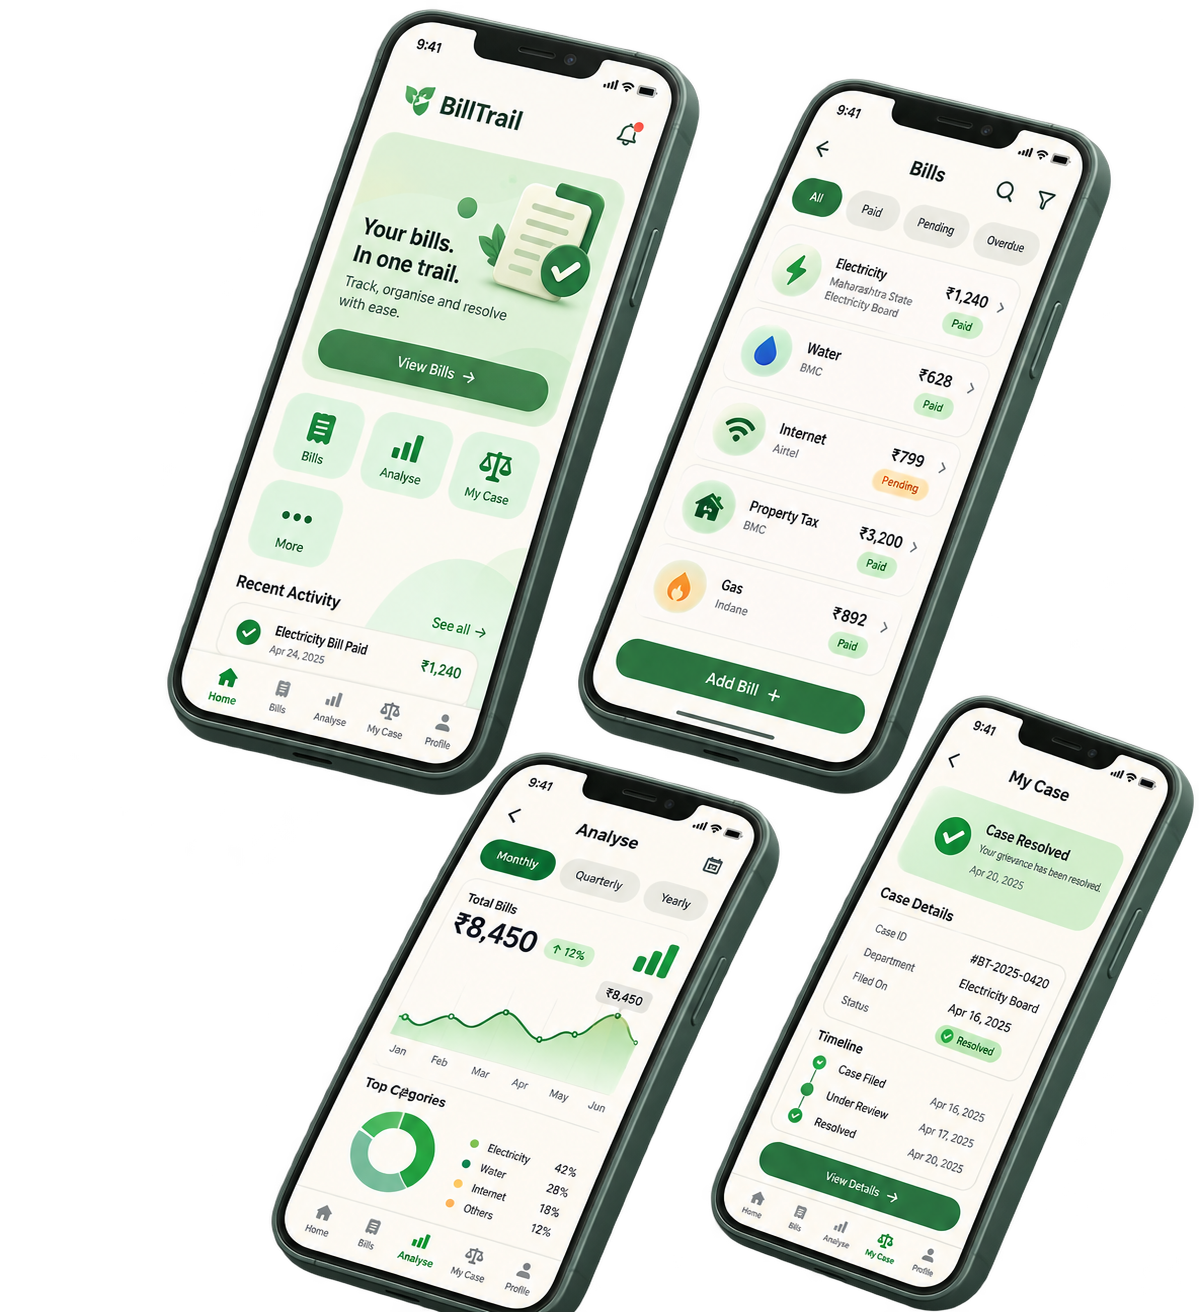 9:41
BillTrail
Your bills.
In one trail.
Track, organise and resolve
with ease.
View Bills →
Bills
Analyse
My Case
More
Recent Activity
See all →
Electricity Bill Paid
Apr 24, 2025
₹1,240
Home
Bills
Analyse
My Case
Profile
9:41
Bills
All
Paid
Pending
Overdue
Electricity
Maharashtra State
Electricity Board
₹1,240
Paid
Water
BMC
₹628
Paid
Internet
Airtel
₹799
Pending
Property Tax
BMC
₹3,200
Paid
Gas
Indane
₹892
Paid
Add Bill +
9:41
Analyse
Monthly
Quarterly
Yearly
Total Bills
₹8,450
↑ 12%
₹8,450
Jan
Feb
Mar
Apr
May
Jun
Top
Electricity 42%
Water 28%
Internet 18%
Others 12%
Home
Bills
Analyse
My Case
Profile
9:41
My Case
Case Resolved
Your grievance has been resolved.
Apr 20, 2025
Case Details
Case ID #BT-2025-0420
Department Electricity Board
Filed On Apr 16, 2025
Status Resolved
Timeline
Case Filed Apr 16, 2025
Under Review Apr 17, 2025
Resolved Apr 20, 2025
View Details →
Home
Bills
Analyse
My Case
Profile